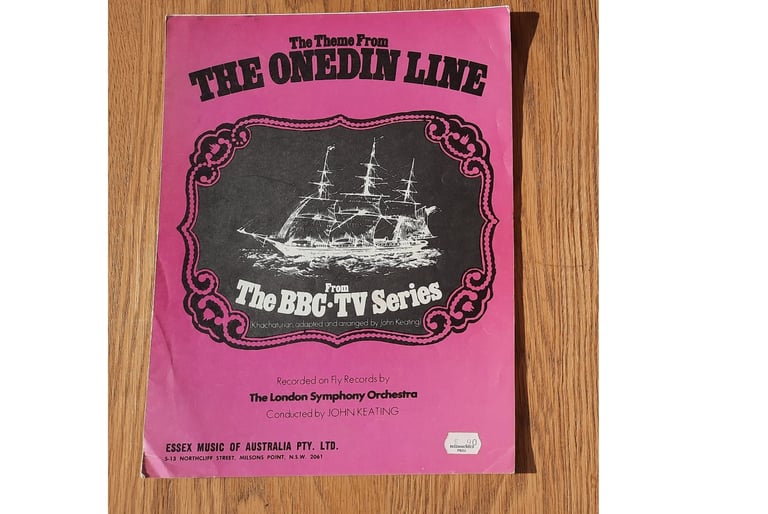 The Theme From
THE ONEDIN LINE
From
The BBC·TV Series
(Khachaturian, adapted and arranged by John Keating)
Recorded on Fly Records by
The London Symphony Orchestra
Conducted by JOHN KEATING
ESSEX MUSIC OF AUSTRALIA PTY. LTD.
5-13 NORTHCLIFF STREET, MILSONS POINT, N.S.W. 2061
90